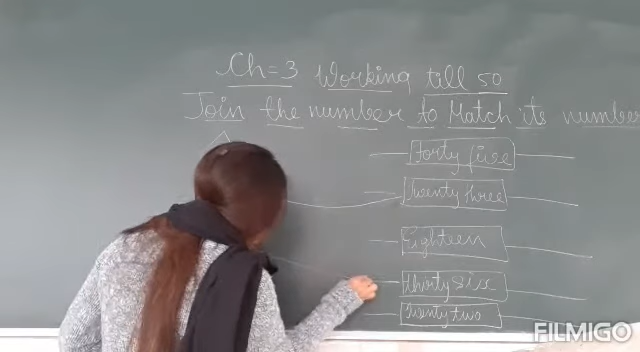 Ch=3 Working till 50
Join the number to Match its number
Forty five
Twenty three
Eighteen
thirty six
Twenty two
FILMIGO